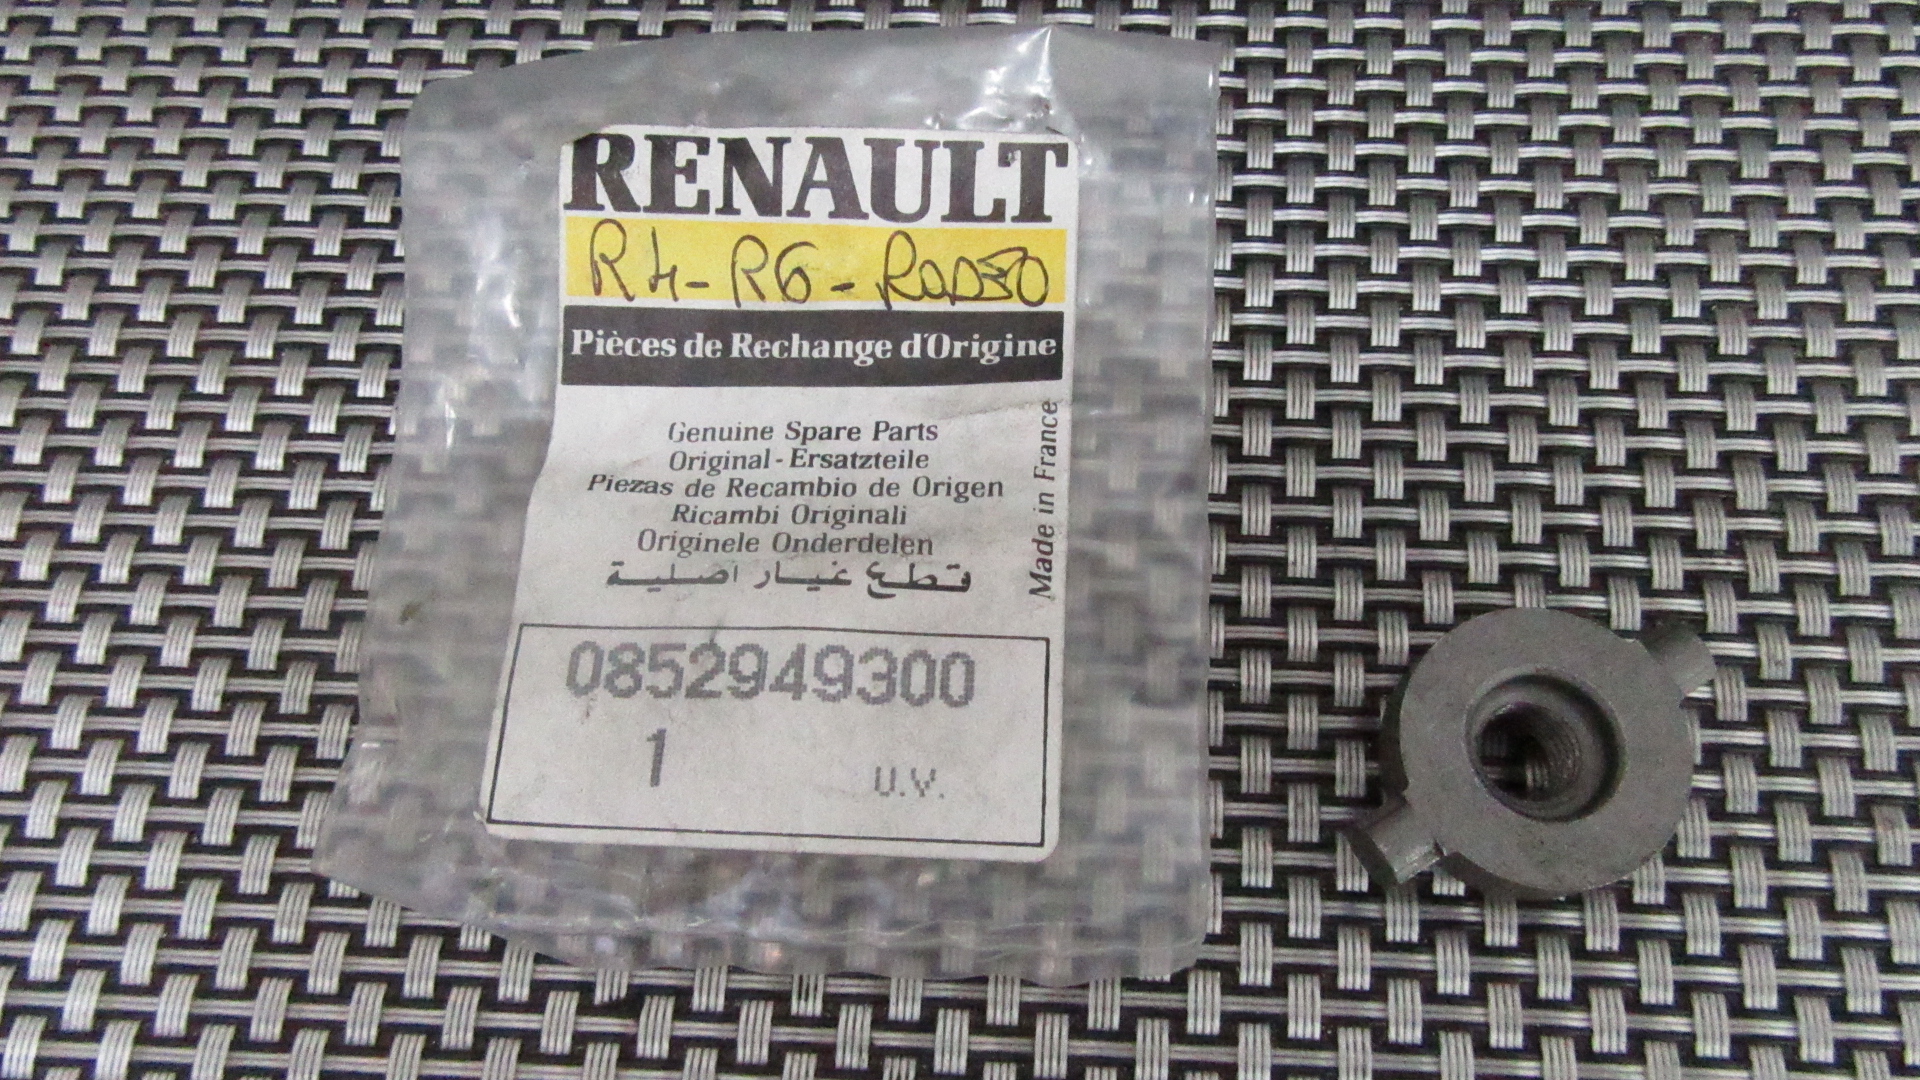 RENAULT
R4-R6-RODEO
Pièces de Rechange d'Origine
Genuine Spare Parts
Original-Ersatzteile
Piezas de Recambio de Origen
Ricambi Originali
Originele Onderdelen
قطع غيار اصلية
Made in France
0852949300
1 U.V.